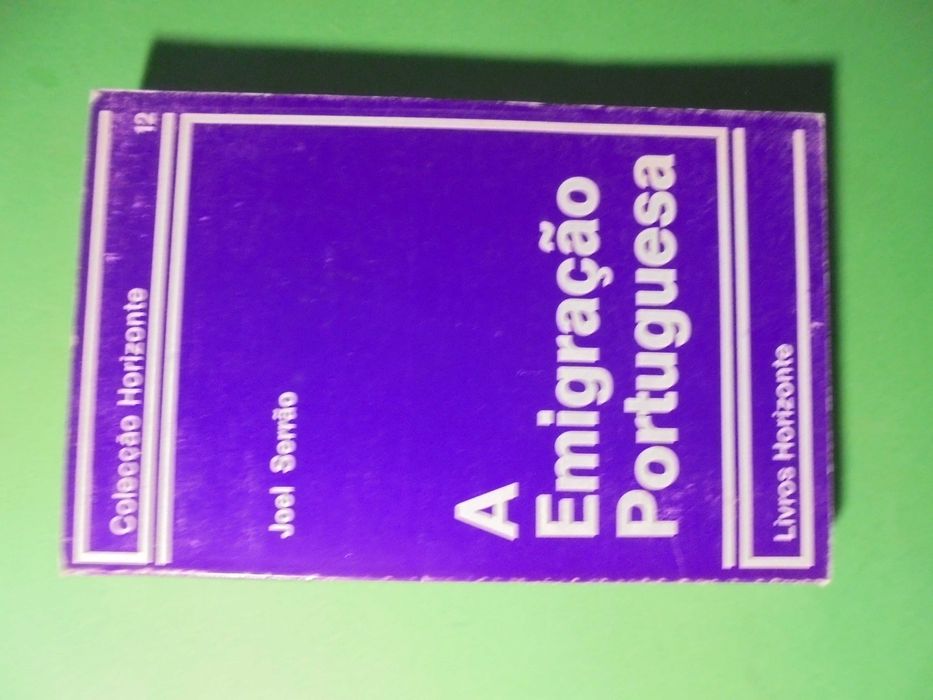 Colecção Horizonte 12
Joel Serrão
A
Emigração
Portuguesa
Livros Horizonte